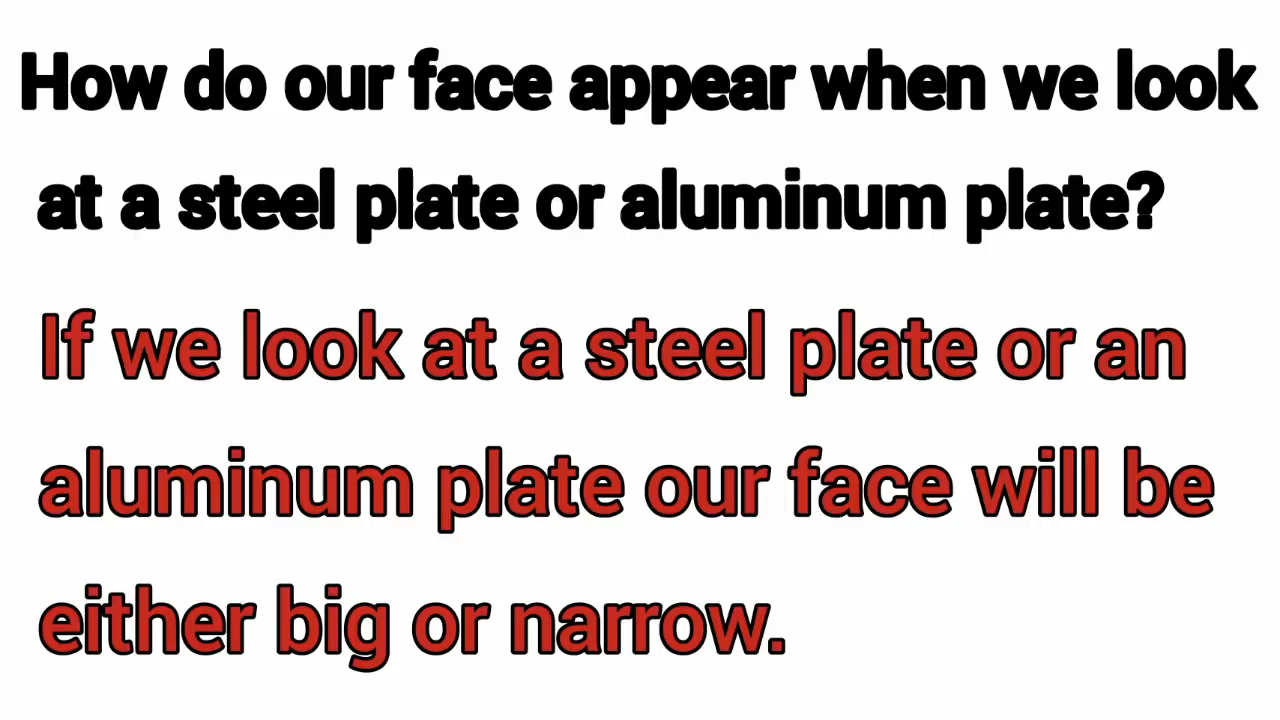 How do our face appear when we look
at a steel plate or aluminum plate?
If we look at a steel plate or an
aluminum plate our face will be
either big or narrow.